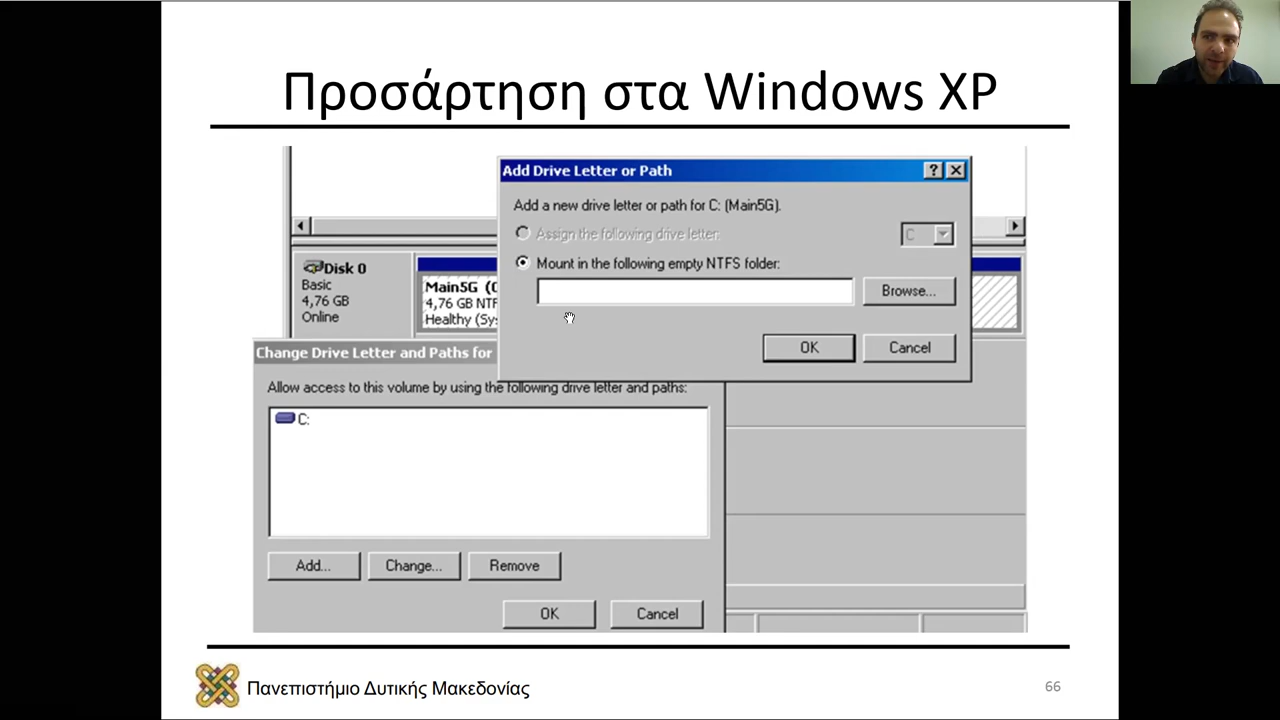 Προσάρτηση στα Windows XP
Add Drive Letter or Path
Add a new drive letter or path for C: (Main5G).
Assign the following drive letter:
C
Mount in the following empty NTFS folder:
Browse...
OK
Cancel
Disk 0
Basic
4,76 GB
Online
Main5G (C
4,76 GB NTF
Healthy (Sy:
Change Drive Letter and Paths for
Allow access to this volume by using the following drive letter and paths:
C:
Add...
Change...
Remove
OK
Cancel
Πανεπιστήμιο Δυτικής Μακεδονίας
66